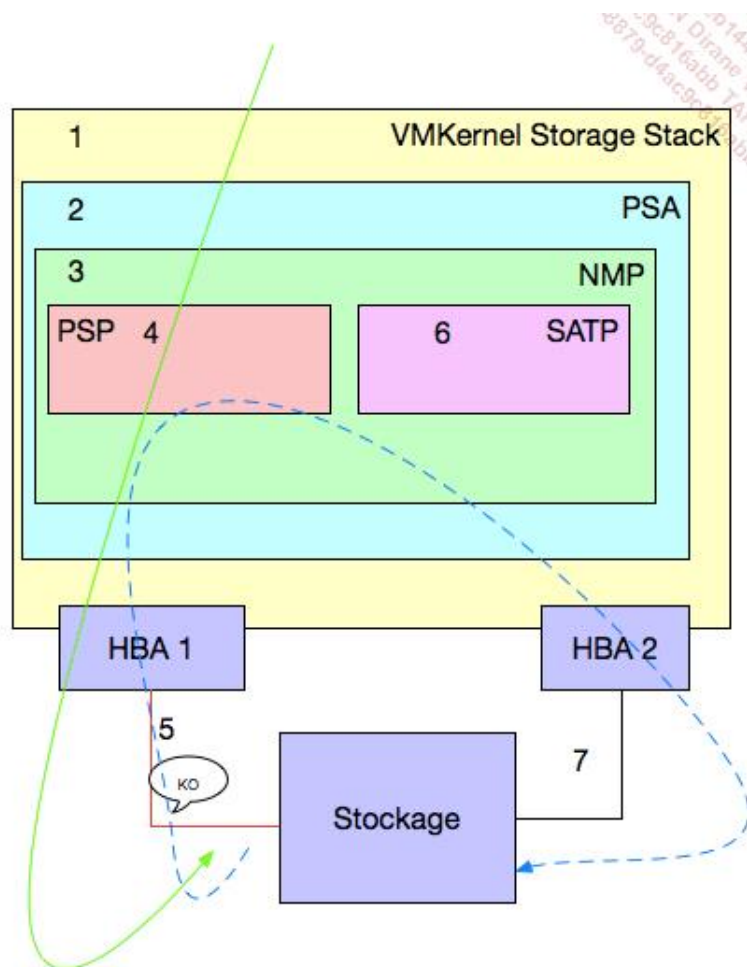 1 VMKernel Storage Stack
2 PSA
3 NMP
PSP 4
6 SATP
HBA 1
HBA 2
5
KO
7
Stockage